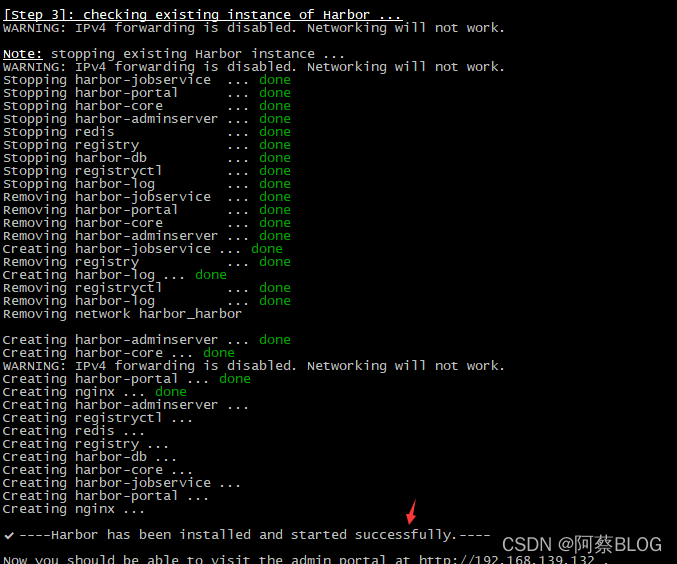 [Step 3]: checking existing instance of Harbor ...
WARNING: IPv4 forwarding is disabled. Networking will not work.
Note: stopping existing Harbor instance ...
WARNING: IPv4 forwarding is disabled. Networking will not work.
Stopping harbor-jobservice ... done
Stopping harbor-portal ... done
Stopping harbor-core ... done
Stopping harbor-adminserver ... done
Stopping redis ... done
Stopping registry ... done
Stopping harbor-db ... done
Stopping registryctl ... done
Stopping harbor-log ... done
Removing harbor-jobservice ... done
Removing harbor-portal ... done
Removing harbor-core ... done
Removing harbor-adminserver ... done
Creating harbor-jobservice ... done
Removing registry ... done
Creating harbor-log ... done
Removing registryctl ... done
Removing harbor-log ... done
Removing network harbor_harbor
Creating harbor-adminserver ... done
Creating harbor-core ... done
WARNING: IPv4 forwarding is disabled. Networking will not work.
Creating harbor-portal ... done
Creating nginx ... done
Creating harbor-adminserver ...
Creating registryctl ...
Creating redis ...
Creating registry ...
Creating harbor-db ...
Creating harbor-core ...
Creating harbor-jobservice ...
Creating harbor-portal ...
Creating nginx ...
✔ ----Harbor has been installed and started successfully.----
CSDN @阿蔡BLOG
Now you should be able to visit the admin portal at http://192.168.139.132 .